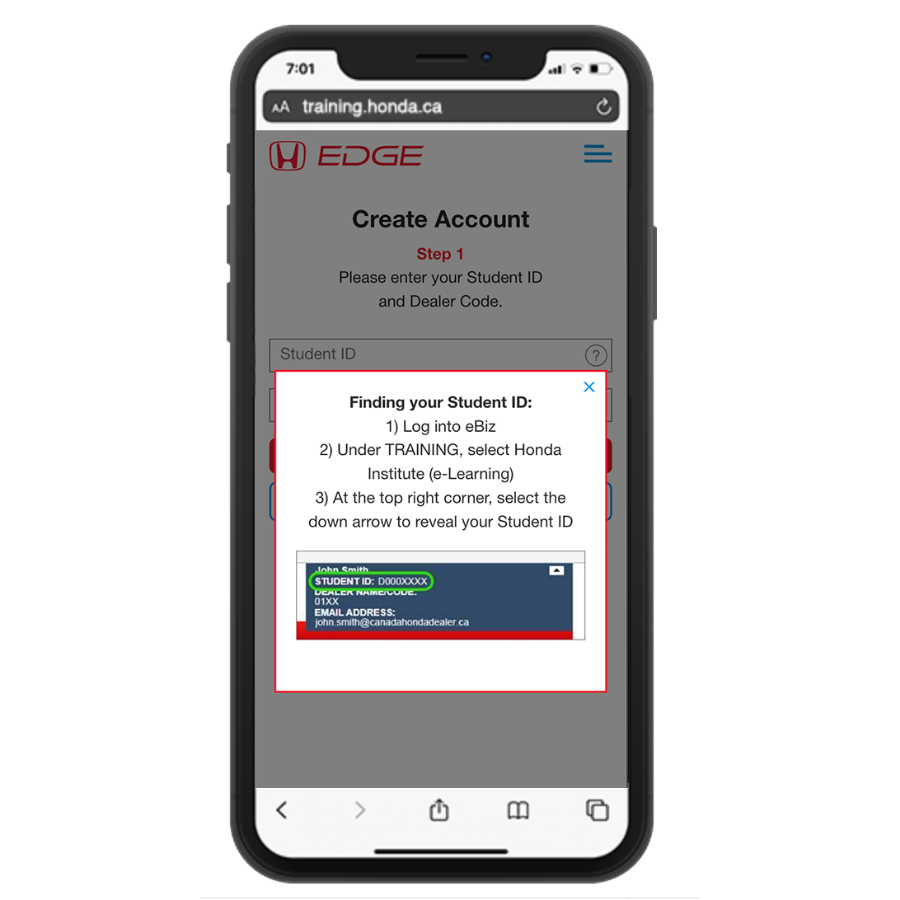 7:01
AA training.honda.ca
EDGE
Create Account
Step 1
Please enter your Student ID
and Dealer Code.
Student ID ?
Finding your Student ID:
1) Log into eBiz
2) Under TRAINING, select Honda
Institute (e-Learning)
3) At the top right corner, select the
down arrow to reveal your Student ID
John Smith
STUDENT ID: D000XXXX
DEALER NAME/CODE:
01XX
EMAIL ADDRESS:
john.smith@canadahondadealer.ca